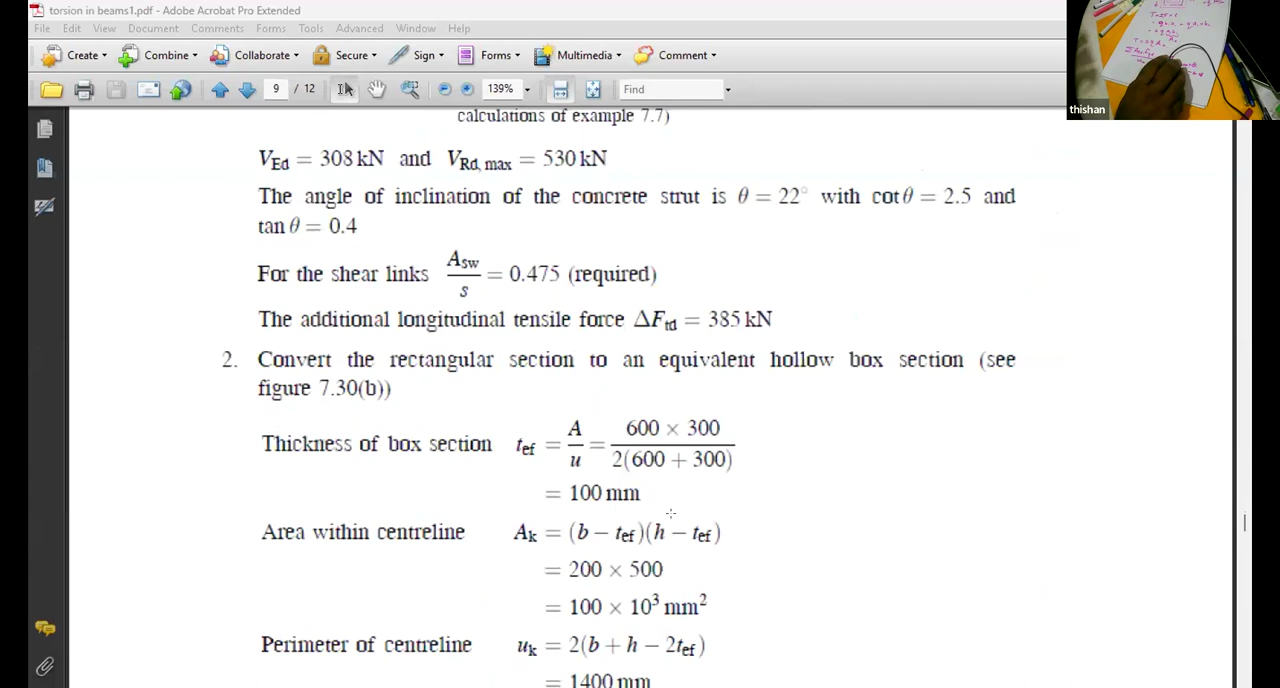 torsion in beams1.pdf - Adobe Acrobat Pro Extended
File Edit View Document Comments Forms Tools Advanced Window Help
Create Combine Collaborate Secure Sign Forms Multimedia Comment
9 / 12 139% Find
thishan
calculations of example 7.7)
V_Ed = 308 kN and V_Rd, max = 530 kN
The angle of inclination of the concrete strut is θ = 22° with cot θ = 2.5 and
tan θ = 0.4
For the shear links A_sw / s = 0.475 (required)
The additional longitudinal tensile force ΔF_td = 385 kN
2. Convert the rectangular section to an equivalent hollow box section (see
figure 7.30(b))
Thickness of box section t_ef = A / u = 600 × 300 / 2(600 + 300)
= 100 mm
Area within centreline A_k = (b − t_ef)(h − t_ef)
= 200 × 500
= 100 × 10³ mm²
Perimeter of centreline u_k = 2(b + h − 2t_ef)
= 1400 mm